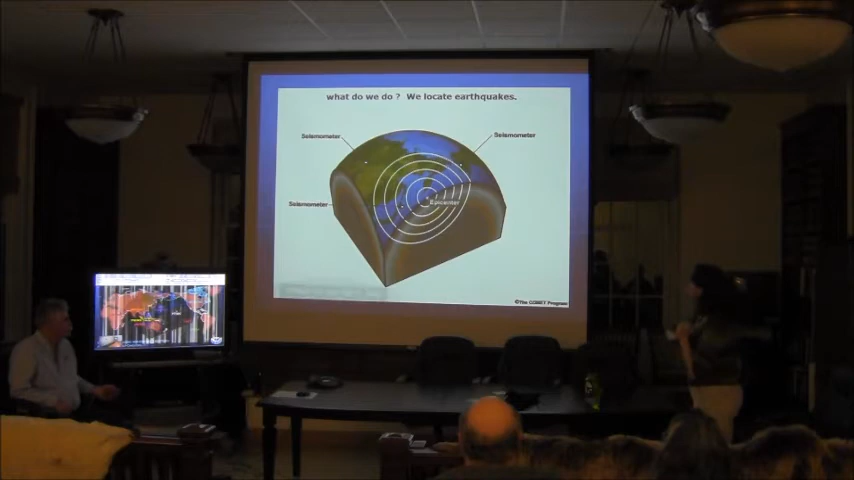 what do we do ? We locate earthquakes.
Seismometer
Seismometer
Seismometer
Epicenter
©The COMET Program